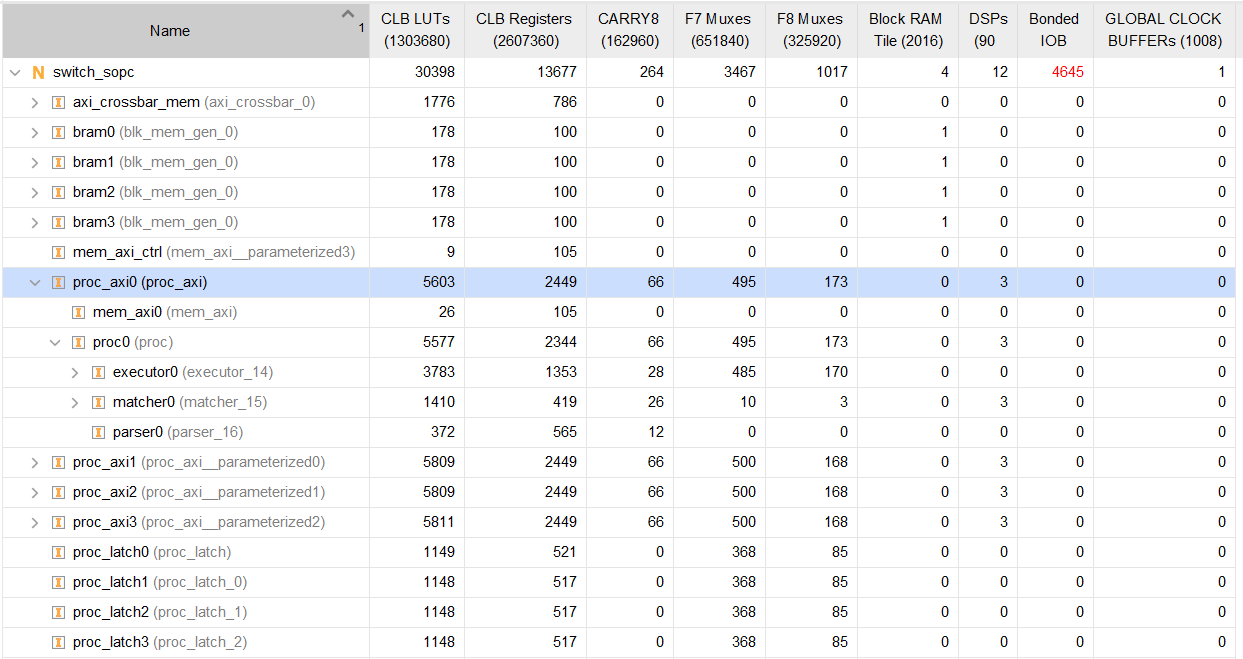 Name 1 CLB LUTs (1303680) CLB Registers (2607360) CARRY8 (162960) F7 Muxes (651840) F8 Muxes (325920) Block RAM Tile (2016) DSPs (90 Bonded IOB GLOBAL CLOCK BUFFERs (1008)
N switch_sopc 30398 13677 264 3467 1017 4 12 4645 1
I axi_crossbar_mem (axi_crossbar_0) 1776 786 0 0 0 0 0 0 0
I bram0 (blk_mem_gen_0) 178 100 0 0 0 1 0 0 0
I bram1 (blk_mem_gen_0) 178 100 0 0 0 1 0 0 0
I bram2 (blk_mem_gen_0) 178 100 0 0 0 1 0 0 0
I bram3 (blk_mem_gen_0) 178 100 0 0 0 1 0 0 0
I mem_axi_ctrl (mem_axi__parameterized3) 9 105 0 0 0 0 0 0 0
I proc_axi0 (proc_axi) 5603 2449 66 495 173 0 3 0 0
I mem_axi0 (mem_axi) 26 105 0 0 0 0 0 0 0
I proc0 (proc) 5577 2344 66 495 173 0 3 0 0
I executor0 (executor_14) 3783 1353 28 485 170 0 0 0 0
I matcher0 (matcher_15) 1410 419 26 10 3 0 3 0 0
I parser0 (parser_16) 372 565 12 0 0 0 0 0 0
I proc_axi1 (proc_axi__parameterized0) 5809 2449 66 500 168 0 3 0 0
I proc_axi2 (proc_axi__parameterized1) 5809 2449 66 500 168 0 3 0 0
I proc_axi3 (proc_axi__parameterized2) 5811 2449 66 500 168 0 3 0 0
I proc_latch0 (proc_latch) 1149 521 0 368 85 0 0 0 0
I proc_latch1 (proc_latch_0) 1148 517 0 368 85 0 0 0 0
I proc_latch2 (proc_latch_1) 1148 517 0 368 85 0 0 0 0
I proc_latch3 (proc_latch_2) 1148 517 0 368 85 0 0 0 0